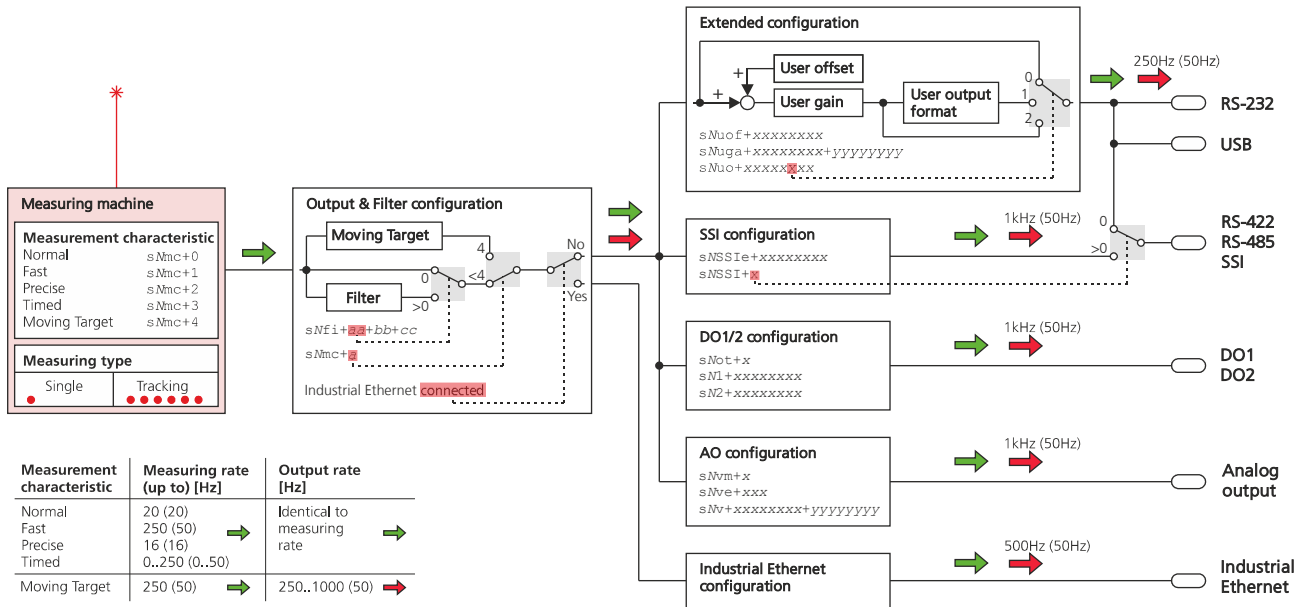 Measuring machine
Measurement characteristic
Normal sNmc+0
Fast sNmc+1
Precise sNmc+2
Timed sNmc+3
Moving Target sNmc+4
Measuring type
Single
Tracking
Output & Filter configuration
Moving Target
4
No
0
<4
Filter
>0
Yes
sNfi+aa+bb+cc
sNmc+a
Industrial Ethernet connected
Extended configuration
User offset
+
+
User gain
User output
format
0
1
2
sNuof+xxxxxxxx
sNuga+xxxxxxxx+yyyyyyyy
sNuo+xxxxxxxx
250Hz (50Hz)
RS-232
USB
SSI configuration
sNSSIe+xxxxxxxx
sNSSI+x
1kHz (50Hz)
0
>0
RS-422
RS-485
SSI
DO1/2 configuration
sNot+x
sN1+xxxxxxxx
sN2+xxxxxxxx
1kHz (50Hz)
DO1
DO2
AO configuration
sNvm+x
sNve+xxx
sNv+xxxxxxxx+yyyyyyyy
1kHz (50Hz)
Analog
output
Industrial Ethernet
configuration
500Hz (50Hz)
Industrial
Ethernet
Measurement characteristic Measuring rate (up to) [Hz] Output rate [Hz]
Normal 20 (20) Identical to
Fast 250 (50) measuring
Precise 16 (16) rate
Timed 0..250 (0..50)
Moving Target 250 (50) 250..1000 (50)